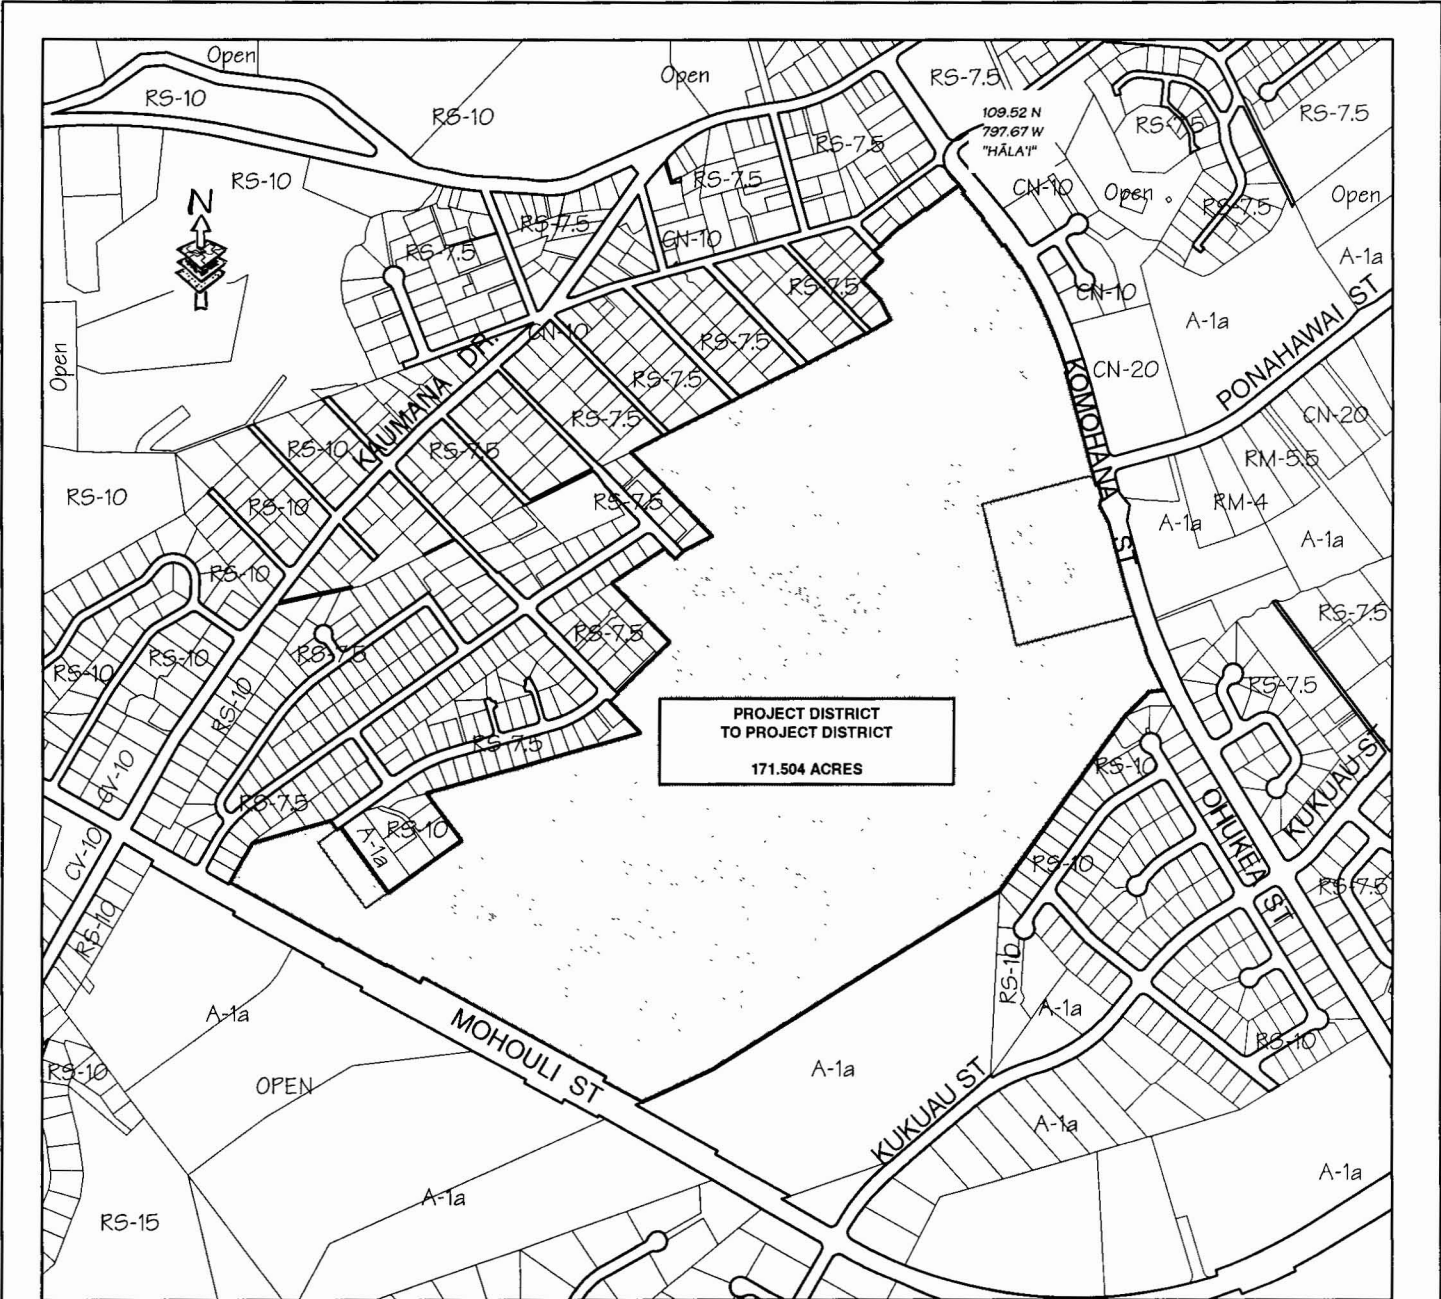 Open
RS-10
Open
RS-10
RS-7.5
109.52 N
797.67 W
"HĀLA'I"
RS-7.5
RS-7.5
RS-7.5
RS-10
N
RS-7.5
CN-10
Open
RS-7.5
Open
RS-7.5
RS-7.5
CN-10
A-1a
RS-7.5
CN-10
A-1a
PONAHAWAI ST
Open
CN-10
RS-7.5
KOMOHANA ST
CN-20
RS-7.5
RS-7.5
CN-20
KAUMANA DR.
RS-10
RS-7.5
RM-5.5
RS-10
RS-10
RS-7.5
RM-4
A-1a
A-1a
RS-10
RS-7.5
RS-7.5
RS-10
RS-10
RS-7.5
RS-7.5
RS-10
PROJECT DISTRICT
TO PROJECT DISTRICT
171.504 ACRES
RS-7.5
KUKUAU ST
CV-10
RS-10
OHUKEA ST
RS-7.5
RS-10
A-1a
CV-10
RS-10
RS-7.5
RS-10
RS-10
A-1a
A-1a
MOHOULI ST
RS-10
RS-10
OPEN
A-1a
KUKUAU ST
A-1a
A-1a
A-1a
RS-15